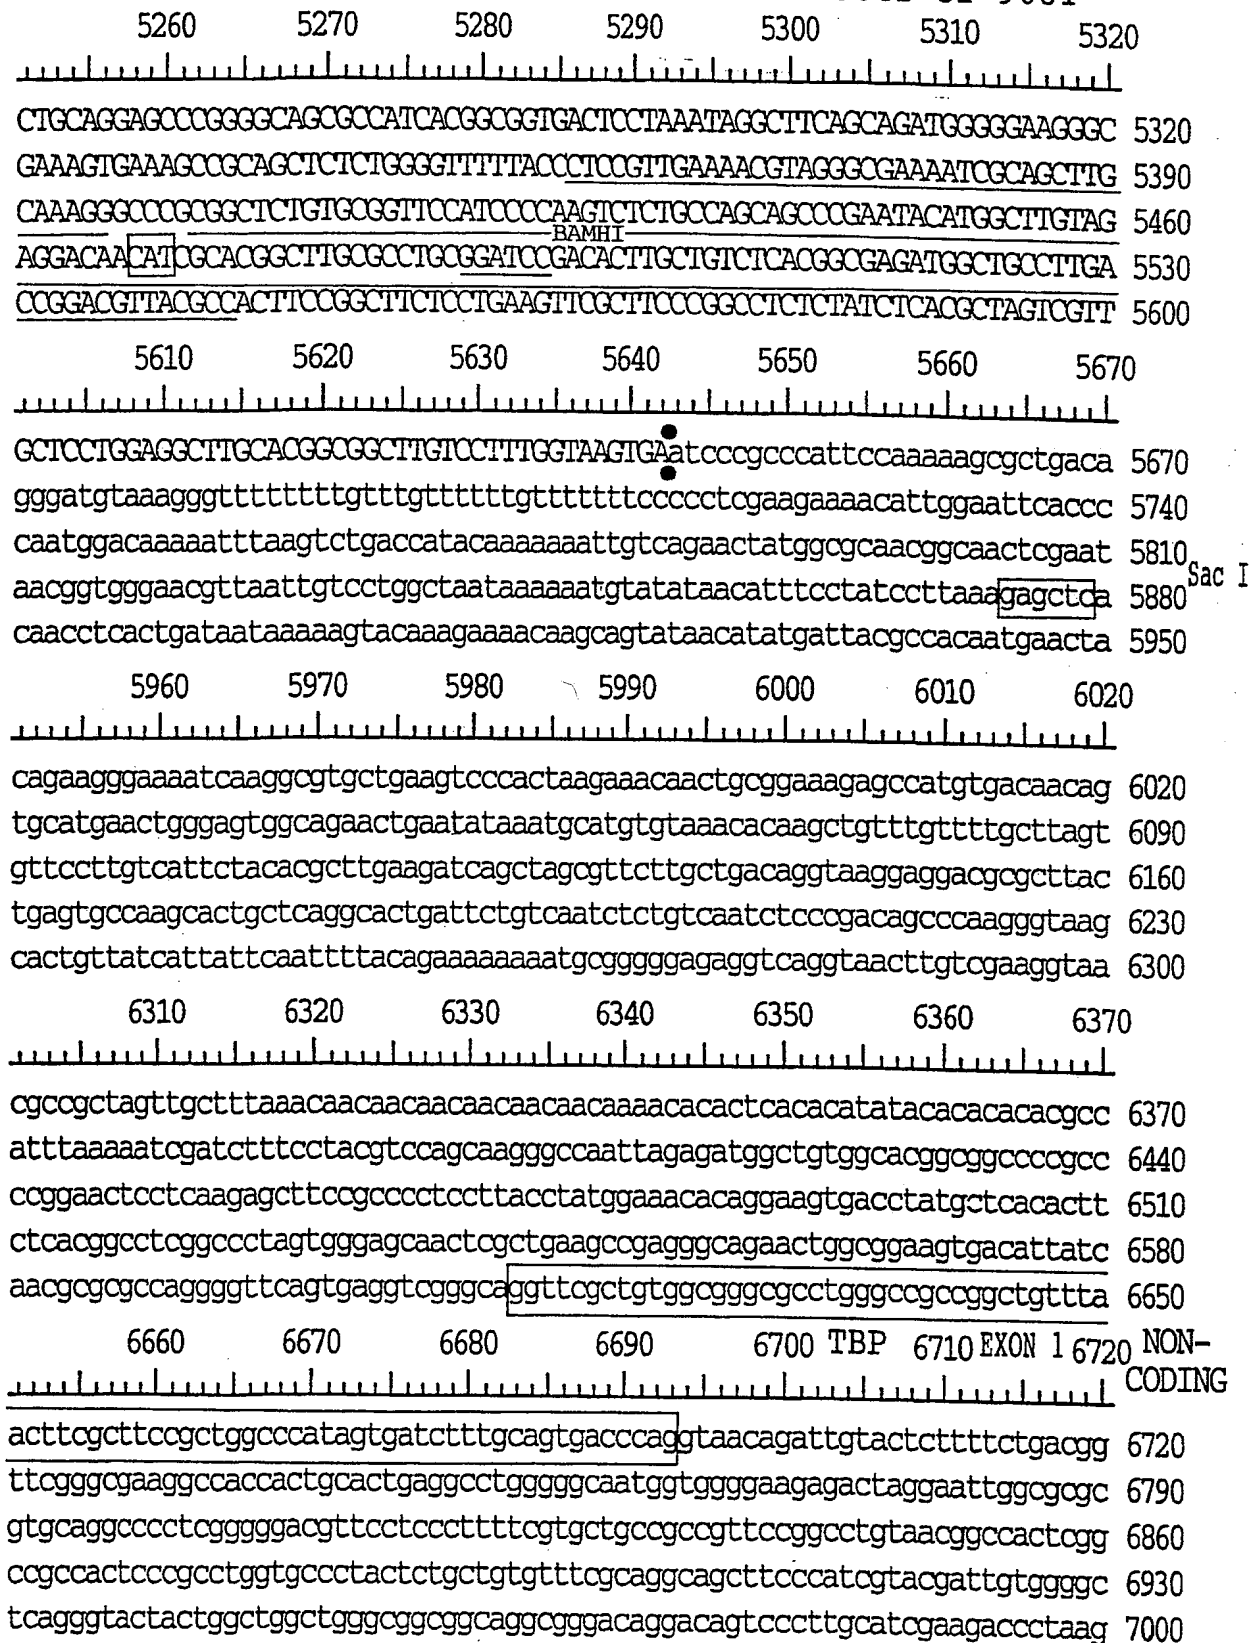 5260 5270 5280 5290 5300 5310 5320
CTGCAGGAGCCCGGGGCAGCGCCATCACGGCGGTGACTCCTAAATAGGCTTCAGCAGATGGGGGAAGGGC 5320
GAAAGTGAAAGCCGCAGCTCTCTGGGGTTTTTACCCTCCGTTGAAAACGTAGGGCGAAAATCGCAGCTTG 5390
CAAAGGGCCCGCGGCTCTGTGCGGTTCCATCCCCAAGTCTCTGCCAGCAGCCCGAATACATGGCTTGTAG 5460
BAMHI
AGGACAACATCGCACGGCTTGCGCCTGCGGATCCGACACTTGCTGTCTCACGGCGAGATGGCTGCCTTGA 5530
CCGGACGTTACGCCACTTCCGGCTTCTCCTGAAGTTCGCTTCCCGGCCTCTCTATCTCACGCTAGTCGTT 5600
5610 5620 5630 5640 5650 5660 5670
GCTCCTGGAGGCTTGCACGGCGGCTTGTCCTTTGGTAAGTGAatcccgcccattccaaaaagcgctgaca 5670
gggatgtaaagggtttttttttgtttgttttttgtttttttccccctcgaagaaaacattggaattcaccc 5740
caatggacaaaaatttaagtctgaccatacaaaaaaattgtcagaactatggcgcaacggcaactcgaat 5810
aacggtgggaacgttaattgtcctggctaataaaaaatgtatataacatttcctatccttaaagagctca 5880 Sac I
caacctcactgataataaaaagtacaaagaaaacaagcagtataacatatgattacgccacaatgaacta 5950
5960 5970 5980 5990 6000 6010 6020
cagaagggaaaatcaaggcgtgctgaagtcccactaagaaacaactgcggaaagagccatgtgacaacag 6020
tgcatgaactgggagtggcagaactgaatataaatgcatgtgtaaacacaagctgtttgttttgcttagt 6090
gttccttgtcattctacacgcttgaagatcagctagcgttcttgctgacaggtaaggaggacgcgcttac 6160
tgagtgccaagcactgctcaggcactgattctgtcaatctctgtcaatctcccgacagcccaagggtaag 6230
cactgttatcattattcaattttacagaaaaaaaatgcgggggagaggtcaggtaacttgtcgaaggtaa 6300
6310 6320 6330 6340 6350 6360 6370
cgccgctagttgctttaaacaacaacaacaacaacaacaaaacacactcacacatatacacacacacgcc 6370
atttaaaaatcgatctttcctacgtccagcaagggccaattagagatggctgtggcacggcggccccgcc 6440
ccggaactcctcaagagcttccgcccctccttacctatggaaacacaggaagtgacctatgctcacactt 6510
ctcacggcctcggccctagtgggagcaactcgctgaagccgagggcagaactggcggaagtgacattatc 6580
aacgcgcgccaggggttcagtgaggtcgggcaggttcgctgtggcgggcgcctgggccgccggctgttta 6650
6660 6670 6680 6690 6700 TBP 6710 EXON 1 6720 NON-
CODING
acttcgcttccgctggcccatagtgatctttgcagtgacccaggtaacagattgtactcttttctgacgg 6720
ttcgggcgaaggccaccactgcactgaggcctgggggcaatggtggggaagagactaggaattggcgcgc 6790
gtgcaggcccctcgggggacgttcctcccttttcgtgctgccgccgttccggcctgtaacggccactcgg 6860
ccgccactcccgcctggtgccctactctgctgtgtttcgcaggcagcttcccatcgtacgattgtggggc 6930
tcagggtactactggctggctgggcggcggcaggcgggacaggacagtcccttgcatcgaagaccctaag 7000